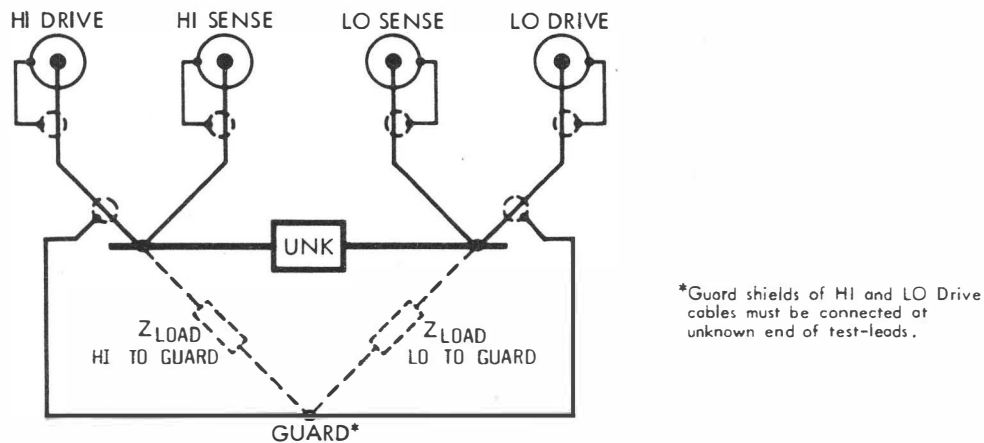 HI DRIVE
HI SENSE
LO SENSE
LO DRIVE
UNK
ZLOAD
HI TO GUARD
ZLOAD
LO TO GUARD
GUARD*
*Guard shields of HI and LO Drive
cables must be connected at
unknown end of test-leads.